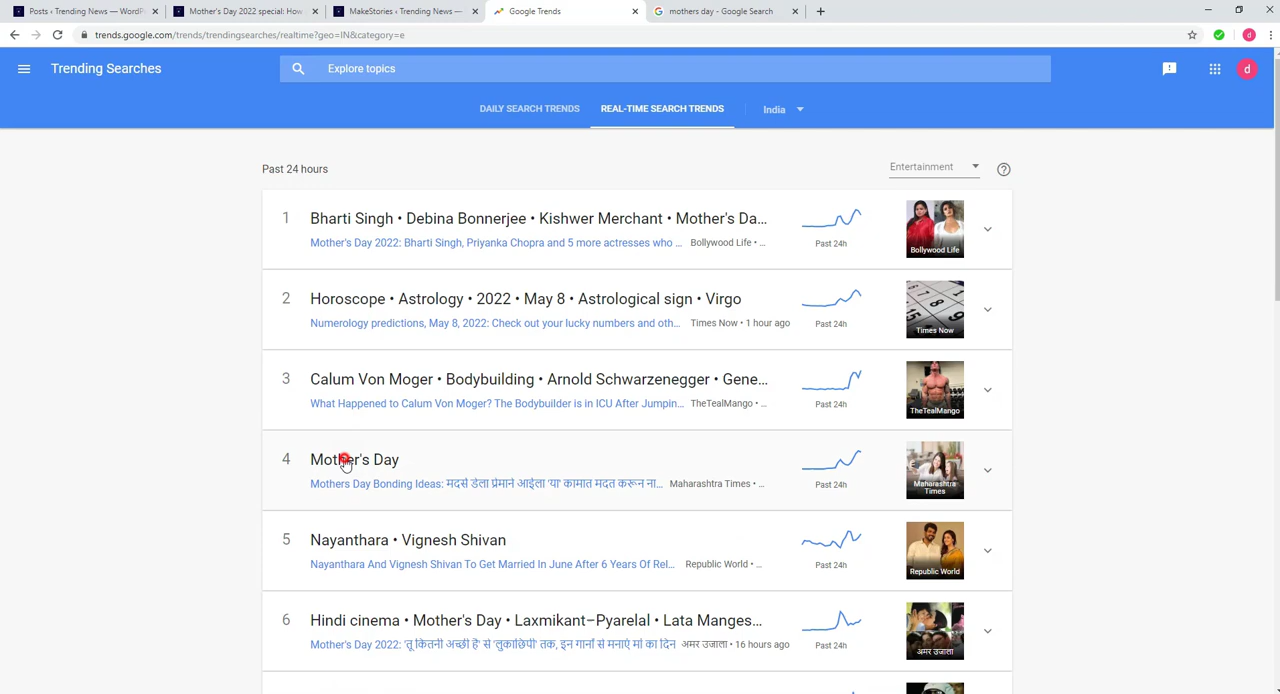 Posts ‹ Trending News — WordP
Mother's Day 2022 special: How
MakeStories ‹ Trending News —
Google Trends
mothers day - Google Search
trends.google.com/trends/trendingsearches/realtime?geo=IN&category=e
d
Trending Searches
Explore topics
d
DAILY SEARCH TRENDS
REAL-TIME SEARCH TRENDS
India
Past 24 hours
Entertainment
1
Bharti Singh • Debina Bonnerjee • Kishwer Merchant • Mother's Da...
Mother's Day 2022: Bharti Singh, Priyanka Chopra and 5 more actresses who ...
Bollywood Life • ...
Past 24h
Bollywood Life
2
Horoscope • Astrology • 2022 • May 8 • Astrological sign • Virgo
Numerology predictions, May 8, 2022: Check out your lucky numbers and oth...
Times Now • 1 hour ago
Past 24h
Times Now
3
Calum Von Moger • Bodybuilding • Arnold Schwarzenegger • Gene...
What Happened to Calum Von Moger? The Bodybuilder is in ICU After Jumpin...
TheTealMango • ...
Past 24h
TheTealMango
4
Mother's Day
Mothers Day Bonding Ideas: मदर्स डेला प्रेमाने आईला 'या' कामात मदत करून ना...
Maharashtra Times • ...
Past 24h
Maharashtra
Times
5
Nayanthara • Vignesh Shivan
Nayanthara And Vignesh Shivan To Get Married In June After 6 Years Of Rel...
Republic World • ...
Past 24h
Republic World
6
Hindi cinema • Mother's Day • Laxmikant–Pyarelal • Lata Manges...
Mother's Day 2022: 'तू कितनी अच्छी है' से 'लुकाछिपी' तक, इन गानों से मनाएं मां का दिन
अमर उजाला • 16 hours ago
Past 24h
अमर उजाला